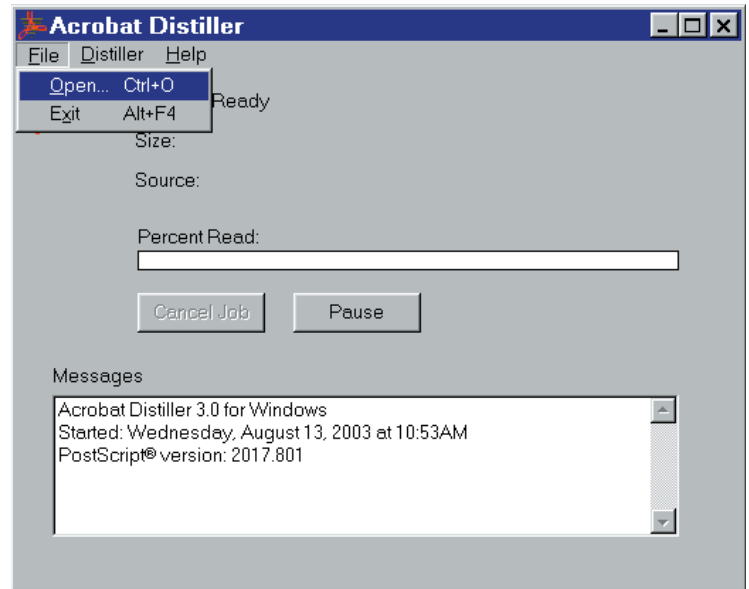 Acrobat Distiller
File Distiller Help
Open... Ctrl+O
Exit Alt+F4
Ready
Size:
Source:
Percent Read:
Cancel Job Pause
Messages
Acrobat Distiller 3.0 for Windows
Started: Wednesday, August 13, 2003 at 10:53AM
PostScript® version: 2017.801